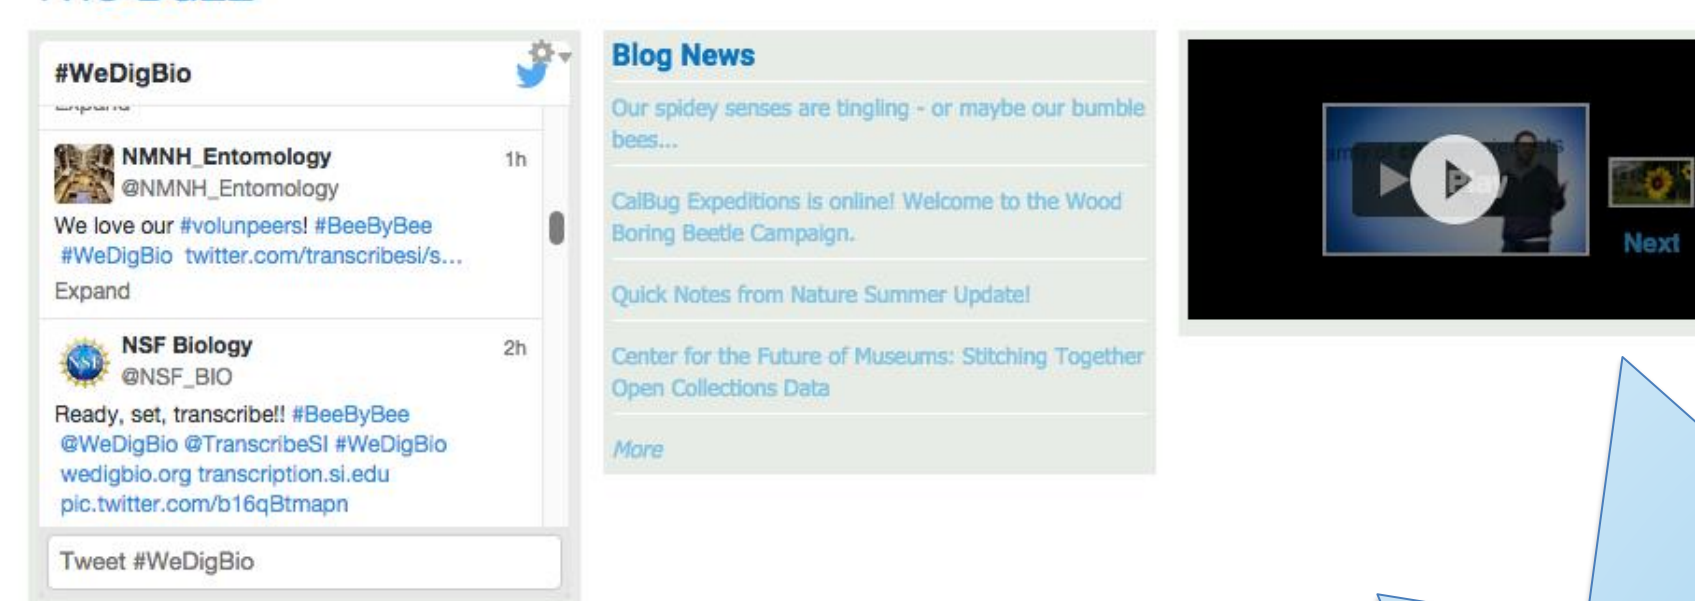 The Buzz
#WeDigBio
Expand
NMNH_Entomology 1h
@NMNH_Entomology
We love our #volunpeers! #BeeByBee
#WeDigBio twitter.com/transcribesi/s...
Expand
NSF Biology 2h
@NSF_BIO
Ready, set, transcribe!! #BeeByBee
@WeDigBio @TranscribeSI #WeDigBio
wedigbio.org transcription.si.edu
pic.twitter.com/b16qBtmapn
Tweet #WeDigBio
Blog News
Our spidey senses are tingling - or maybe our bumble
bees...
CalBug Expeditions is online! Welcome to the Wood
Boring Beetle Campaign.
Quick Notes from Nature Summer Update!
Center for the Future of Museums: Stitching Together
Open Collections Data
More
Play
Next